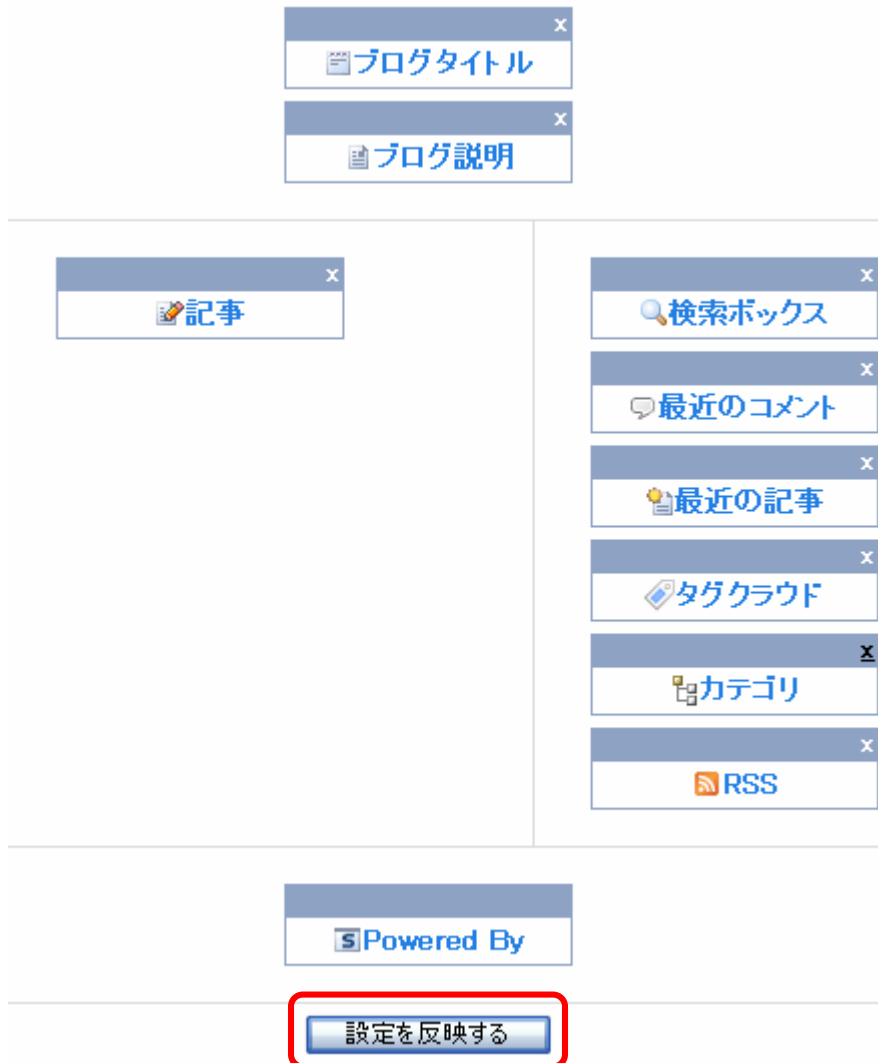 x
ブログタイトル
x
ブログ説明
x
記事
x
検索ボックス
x
最近のコメント
x
最近の記事
x
タグクラウド
x
カテゴリ
x
RSS
S Powered By
設定を反映する